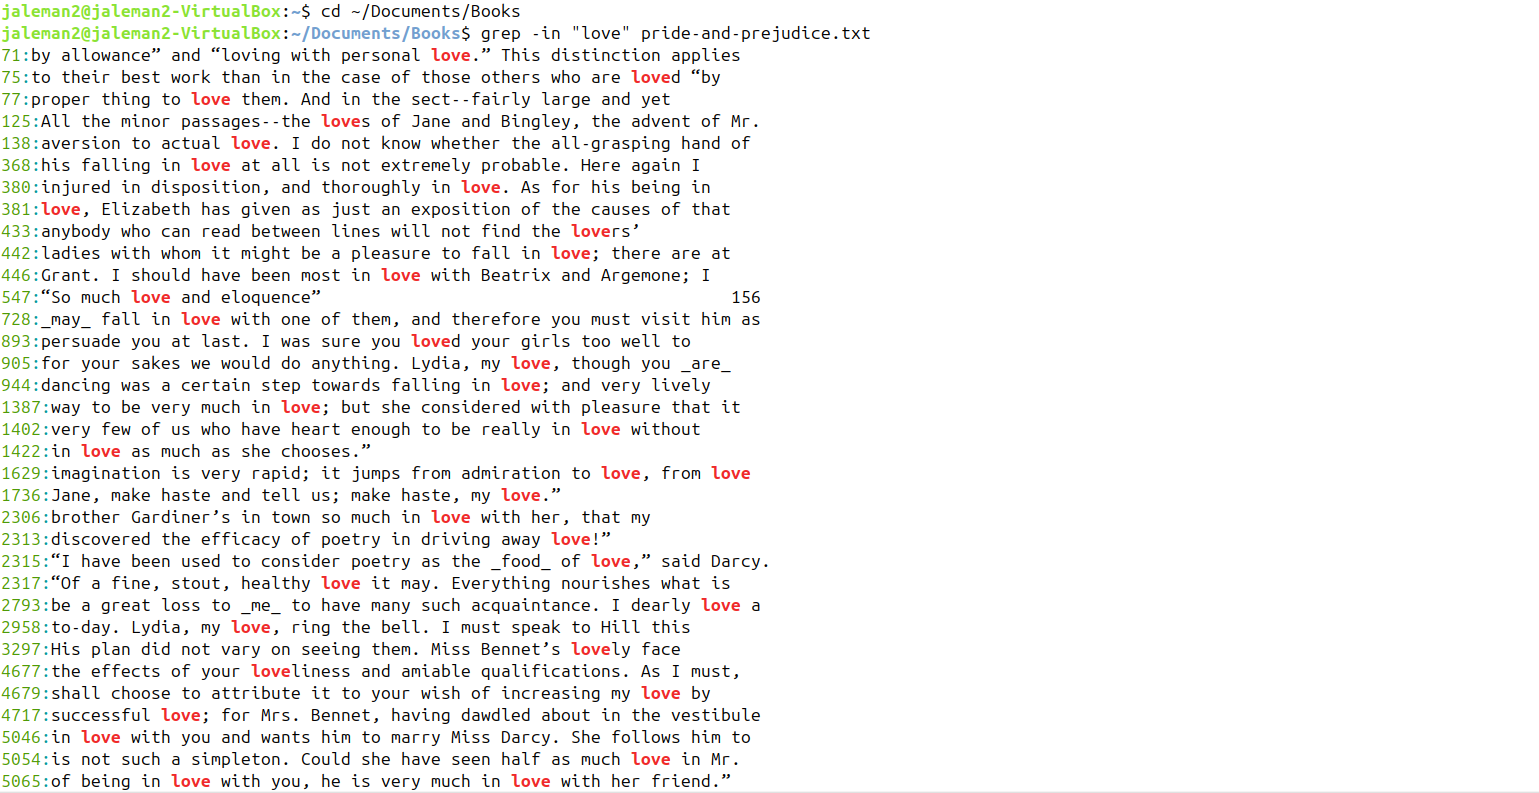 jaleman2@jaleman2-VirtualBox:~$ cd ~/Documents/Books
jaleman2@jaleman2-VirtualBox:~/Documents/Books$ grep -in "love" pride-and-prejudice.txt
71:by allowance” and “loving with personal love.” This distinction applies
75:to their best work than in the case of those others who are loved “by
77:proper thing to love them. And in the sect--fairly large and yet
125:All the minor passages--the loves of Jane and Bingley, the advent of Mr.
138:aversion to actual love. I do not know whether the all-grasping hand of
368:his falling in love at all is not extremely probable. Here again I
380:injured in disposition, and thoroughly in love. As for his being in
381:love, Elizabeth has given as just an exposition of the causes of that
433:anybody who can read between lines will not find the lovers’
442:ladies with whom it might be a pleasure to fall in love; there are at
446:Grant. I should have been most in love with Beatrix and Argemone; I
547:“So much love and eloquence”                                         156
728:_may_ fall in love with one of them, and therefore you must visit him as
893:persuade you at last. I was sure you loved your girls too well to
905:for your sakes we would do anything. Lydia, my love, though you _are_
944:dancing was a certain step towards falling in love; and very lively
1387:way to be very much in love; but she considered with pleasure that it
1402:very few of us who have heart enough to be really in love without
1422:in love as much as she chooses.”
1629:imagination is very rapid; it jumps from admiration to love, from love
1736:Jane, make haste and tell us; make haste, my love.”
2306:brother Gardiner’s in town so much in love with her, that my
2313:discovered the efficacy of poetry in driving away love!”
2315:“I have been used to consider poetry as the _food_ of love,” said Darcy.
2317:“Of a fine, stout, healthy love it may. Everything nourishes what is
2793:be a great loss to _me_ to have many such acquaintance. I dearly love a
2958:to-day. Lydia, my love, ring the bell. I must speak to Hill this
3297:His plan did not vary on seeing them. Miss Bennet’s lovely face
4677:the effects of your loveliness and amiable qualifications. As I must,
4679:shall choose to attribute it to your wish of increasing my love by
4717:successful love; for Mrs. Bennet, having dawdled about in the vestibule
5046:in love with you and wants him to marry Miss Darcy. She follows him to
5054:is not such a simpleton. Could she have seen half as much love in Mr.
5065:of being in love with you, he is very much in love with her friend.”